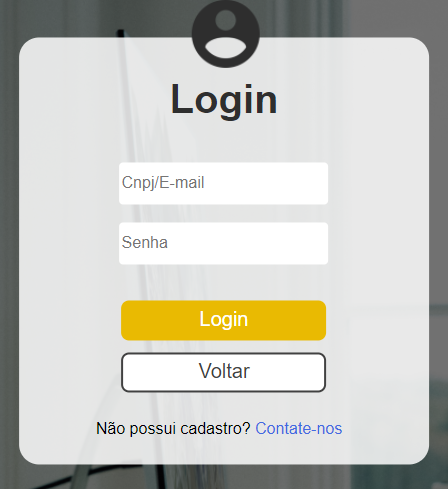 Login
Cnpj/E-mail
Senha
Login
Voltar
Não possui cadastro? Contate-nos